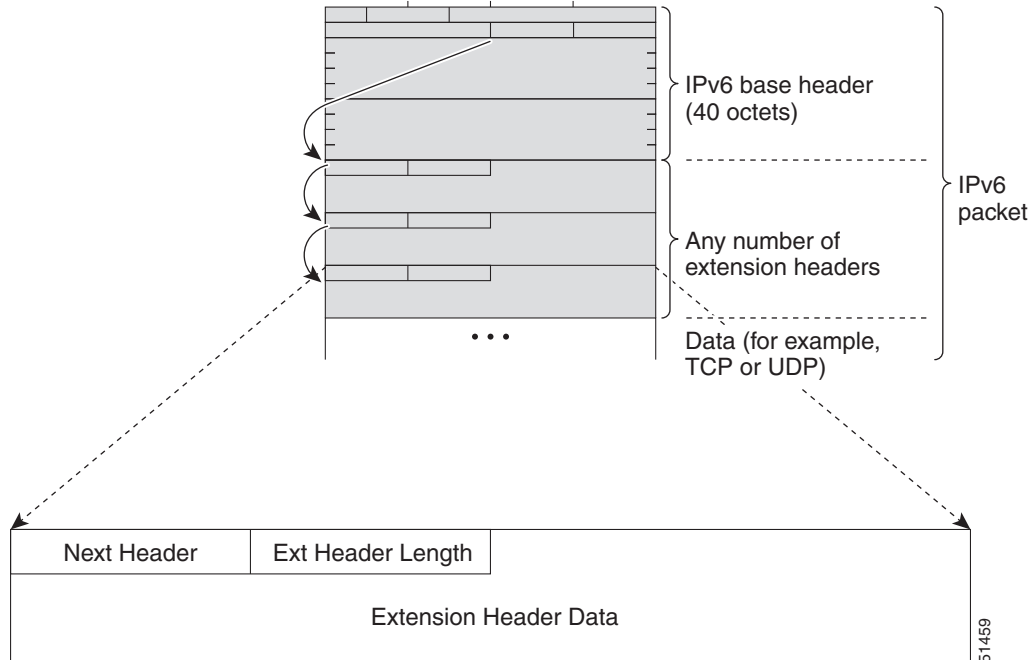 IPv6 base header
(40 octets)
IPv6
packet
Any number of
extension headers
• • •
Data (for example,
TCP or UDP)
Next Header
Ext Header Length
Extension Header Data
51459